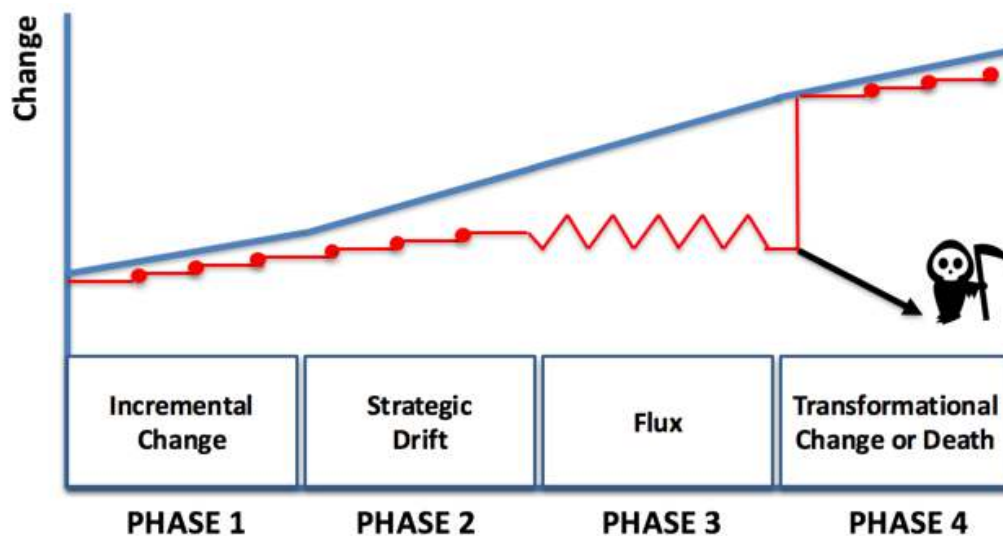 Change
Incremental
Change
Strategic
Drift
Flux
Transformational
Change or Death
PHASE 1
PHASE 2
PHASE 3
PHASE 4